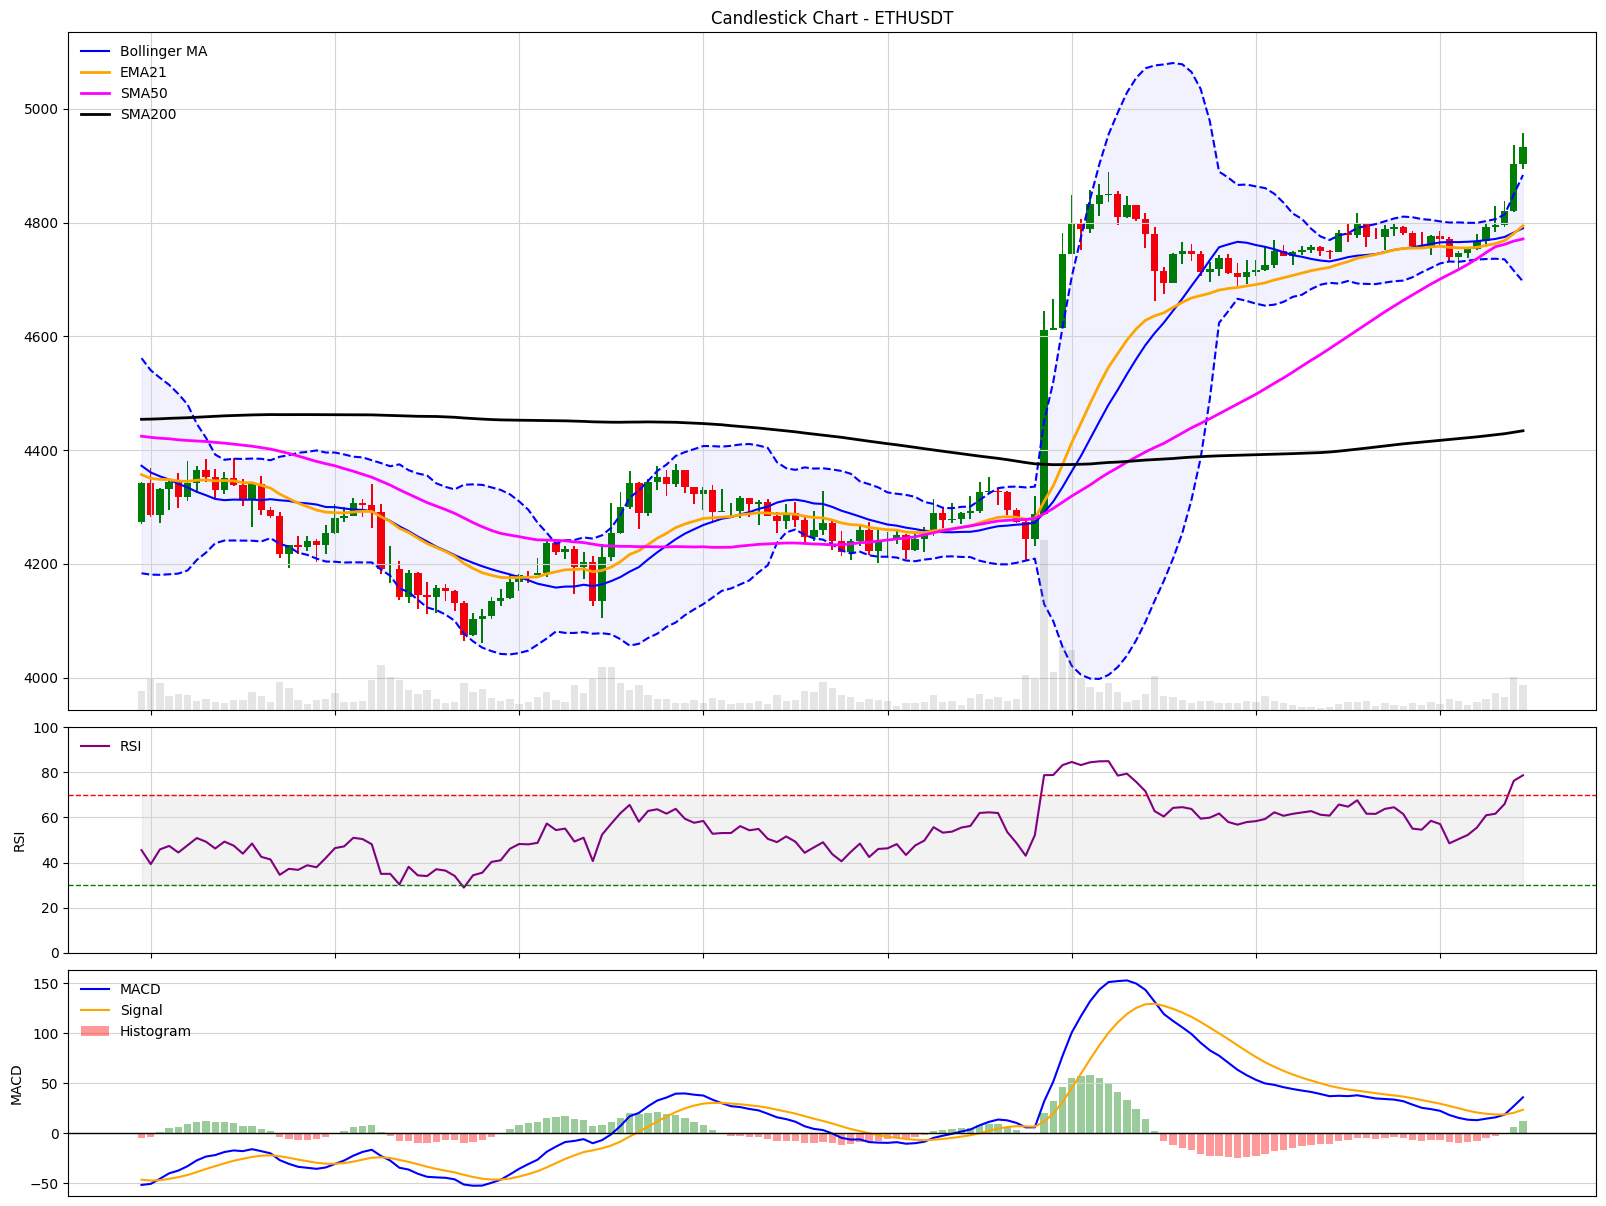 Candlestick Chart - ETHUSDT
Bollinger MA
EMA21
SMA50
SMA200
5000
4800
4600
4400
4200
4000
RSI
100
80
60
40
20
0
RSI
MACD
Signal
Histogram
150
100
50
0
−50
MACD